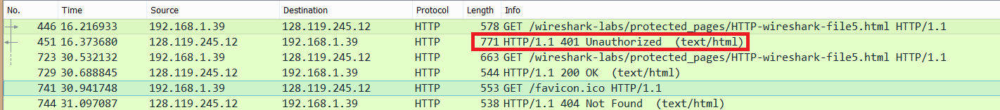 No. Time Source Destination Protocol Length Info
446 16.216933 192.168.1.39 128.119.245.12 HTTP 578 GET /wireshark-labs/protected_pages/HTTP-wireshark-file5.html HTTP/1.1
451 16.373680 128.119.245.12 192.168.1.39 HTTP 771 HTTP/1.1 401 Unauthorized (text/html)
723 30.532132 192.168.1.39 128.119.245.12 HTTP 663 GET /wireshark-labs/protected_pages/HTTP-wireshark-file5.html HTTP/1.1
729 30.688845 128.119.245.12 192.168.1.39 HTTP 544 HTTP/1.1 200 OK (text/html)
741 30.941748 192.168.1.39 128.119.245.12 HTTP 553 GET /favicon.ico HTTP/1.1
744 31.097087 128.119.245.12 192.168.1.39 HTTP 538 HTTP/1.1 404 Not Found (text/html)